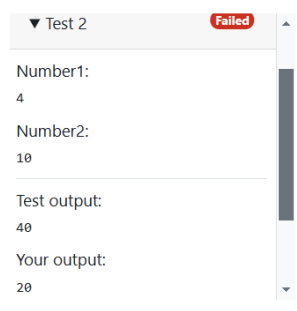 ▼ Test 2 Failed
Number1:
4
Number2:
10
Test output:
40
Your output:
20